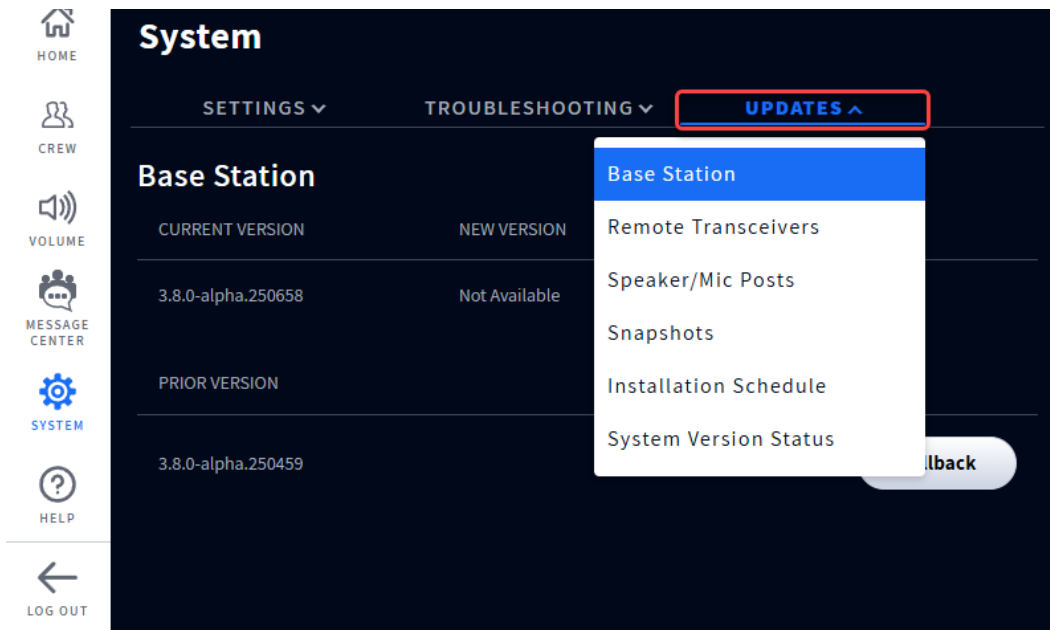 HOME
CREW
VOLUME
MESSAGE
CENTER
SYSTEM
HELP
LOG OUT
System
SETTINGS
TROUBLESHOOTING
UPDATES
Base Station
Remote Transceivers
Speaker/Mic Posts
Snapshots
Installation Schedule
System Version Status
Base Station
CURRENT VERSION
NEW VERSION
3.8.0-alpha.250658
Not Available
PRIOR VERSION
3.8.0-alpha.250459